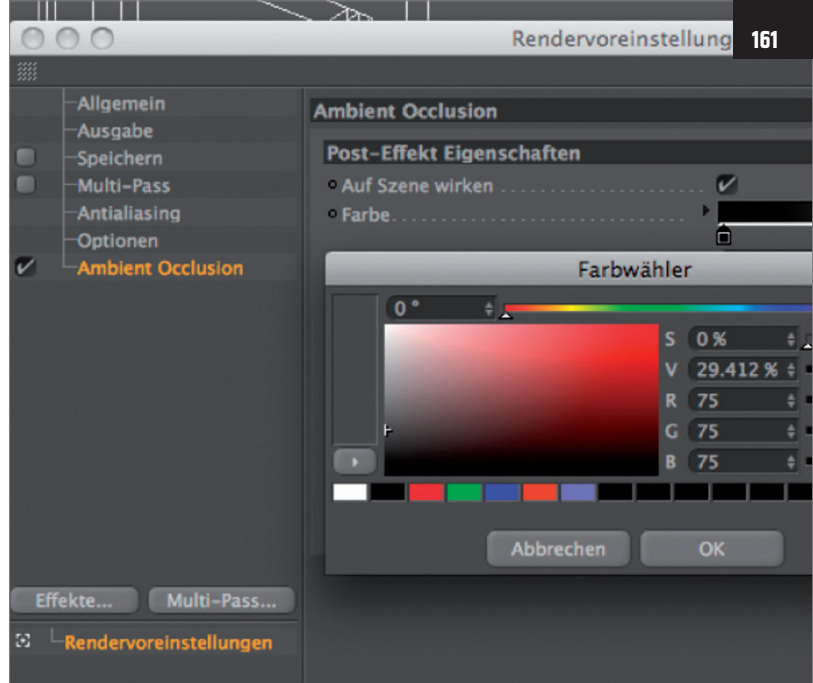 161
Rendervoreinstellung
Allgemein
Ausgabe
Speichern
Multi-Pass
Antialiasing
Optionen
Ambient Occlusion
Ambient Occlusion
Post-Effekt Eigenschaften
Auf Szene wirken
Farbe
Farbwähler
0 °
S 0 %
V 29.412 %
R 75
G 75
B 75
Abbrechen OK
Effekte... Multi-Pass...
Rendervoreinstellungen